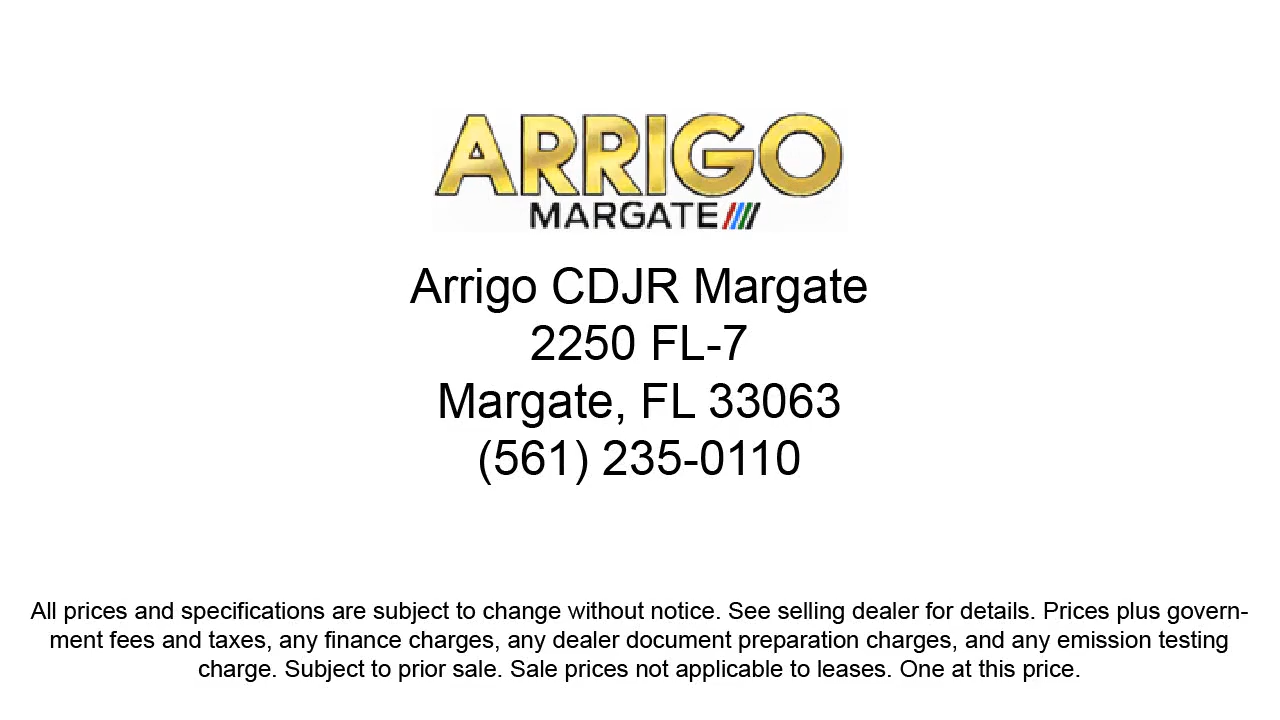 ARRIGO
MARGATE
Arrigo CDJR Margate
2250 FL-7
Margate, FL 33063
(561) 235-0110
All prices and specifications are subject to change without notice. See selling dealer for details. Prices plus govern-
ment fees and taxes, any finance charges, any dealer document preparation charges, and any emission testing
charge. Subject to prior sale. Sale prices not applicable to leases. One at this price.